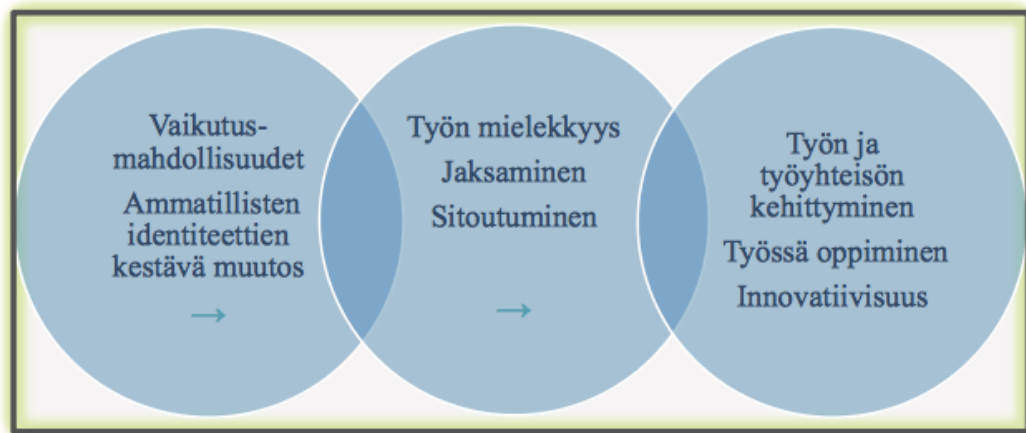 Vaikutus-
mahdollisuudet
Ammatillisten
identiteettien
kestävä muutos
→
Työn mielekkyys
Jaksaminen
Sitoutuminen
→
Työn ja
työyhteisön
kehittyminen
Työssä oppiminen
Innovatiivisuus